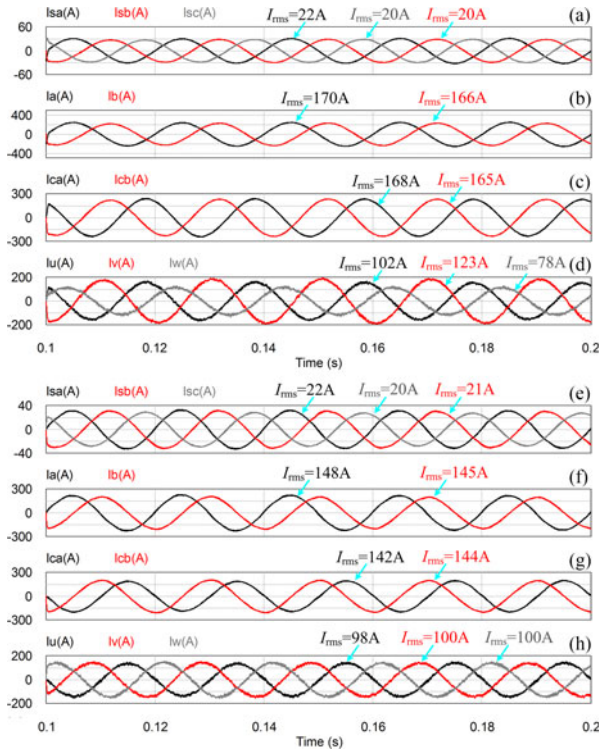 Isa(A) Isb(A) Isc(A) Irms=22A Irms=20A Irms=20A (a)
60
0
-60
Ia(A) Ib(A) Irms=170A Irms=166A (b)
400
0
-400
Ica(A) Icb(A) Irms=168A Irms=165A (c)
300
0
-300
Iu(A) Iv(A) Iw(A) Irms=102A Irms=123A Irms=78A (d)
200
0
-200
0.1 0.12 0.14 0.16 0.18 0.2
Time (s)
Isa(A) Isb(A) Isc(A) Irms=22A Irms=20A Irms=21A (e)
40
0
-40
Ia(A) Ib(A) Irms=148A Irms=145A (f)
300
0
-300
Ica(A) Icb(A) Irms=142A Irms=144A (g)
300
0
-300
Iu(A) Iv(A) Iw(A) Irms=98A Irms=100A Irms=100A (h)
200
0
-200
0.1 0.12 0.14 0.16 0.18 0.2
Time (s)